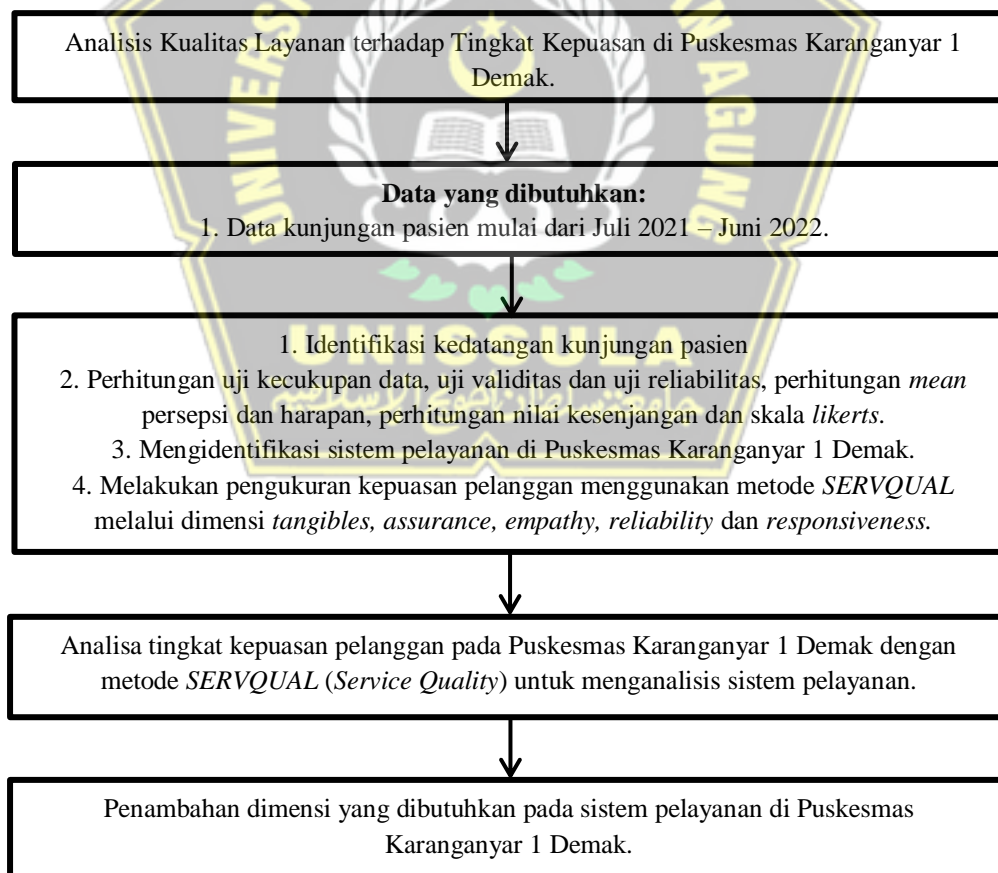 Analisis Kualitas Layanan terhadap Tingkat Kepuasan di Puskesmas Karanganyar 1
Demak.
Data yang dibutuhkan:
1. Data kunjungan pasien mulai dari Juli 2021 – Juni 2022.
1. Identifikasi kedatangan kunjungan pasien
2. Perhitungan uji kecukupan data, uji validitas dan uji reliabilitas, perhitungan mean
persepsi dan harapan, perhitungan nilai kesenjangan dan skala likerts.
3. Mengidentifikasi sistem pelayanan di Puskesmas Karanganyar 1 Demak.
4. Melakukan pengukuran kepuasan pelanggan menggunakan metode SERVQUAL
melalui dimensi tangibles, assurance, empathy, reliability dan responsiveness.
Analisa tingkat kepuasan pelanggan pada Puskesmas Karanganyar 1 Demak dengan
metode SERVQUAL (Service Quality) untuk menganalisis sistem pelayanan.
Penambahan dimensi yang dibutuhkan pada sistem pelayanan di Puskesmas
Karanganyar 1 Demak.
UNISSULA
AGUNG